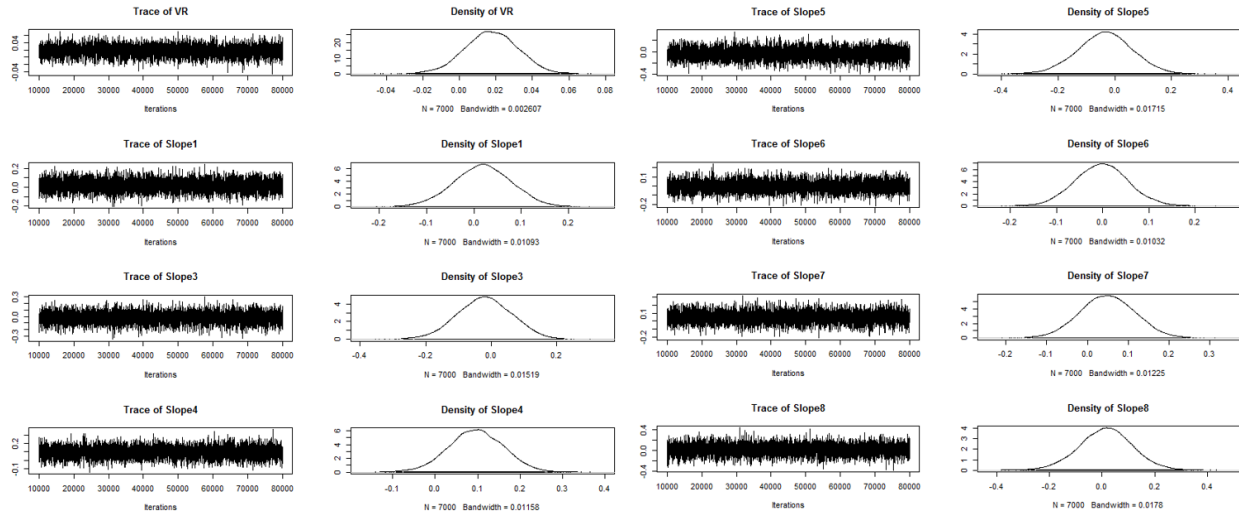 Trace of VR
0.04
-0.04
10000 20000 30000 40000 50000 60000 70000 80000
Iterations
Density of VR
20
10
0
-0.04 -0.02 0.00 0.02 0.04 0.06 0.08
N = 7000 Bandwidth = 0.002607
Trace of Slope5
0.0
-0.4
10000 20000 30000 40000 50000 60000 70000 80000
Iterations
Density of Slope5
4
2
0
-0.4 -0.2 0.0 0.2 0.4
N = 7000 Bandwidth = 0.01715
Trace of Slope1
0.2
0.0
-0.2
10000 20000 30000 40000 50000 60000 70000 80000
Iterations
Density of Slope1
6
4
2
0
-0.2 -0.1 0.0 0.1 0.2
N = 7000 Bandwidth = 0.01093
Trace of Slope6
0.1
-0.2
10000 20000 30000 40000 50000 60000 70000 80000
Iterations
Density of Slope6
6
4
2
0
-0.2 -0.1 0.0 0.1 0.2
N = 7000 Bandwidth = 0.01032
Trace of Slope3
0.3
0.0
-0.3
10000 20000 30000 40000 50000 60000 70000 80000
Iterations
Density of Slope3
4
2
0
-0.4 -0.2 0.0 0.2
N = 7000 Bandwidth = 0.01519
Trace of Slope7
0.1
-0.2
10000 20000 30000 40000 50000 60000 70000 80000
Iterations
Density of Slope7
4
2
0
-0.2 -0.1 0.0 0.1 0.2 0.3
N = 7000 Bandwidth = 0.01225
Trace of Slope4
0.2
-0.1
10000 20000 30000 40000 50000 60000 70000 80000
Iterations
Density of Slope4
6
4
2
0
-0.1 0.0 0.1 0.2 0.3 0.4
N = 7000 Bandwidth = 0.01158
Trace of Slope8
0.4
0.0
-0.4
10000 20000 30000 40000 50000 60000 70000 80000
Iterations
Density of Slope8
4
3
2
1
0
-0.4 -0.2 0.0 0.2 0.4
N = 7000 Bandwidth = 0.0178